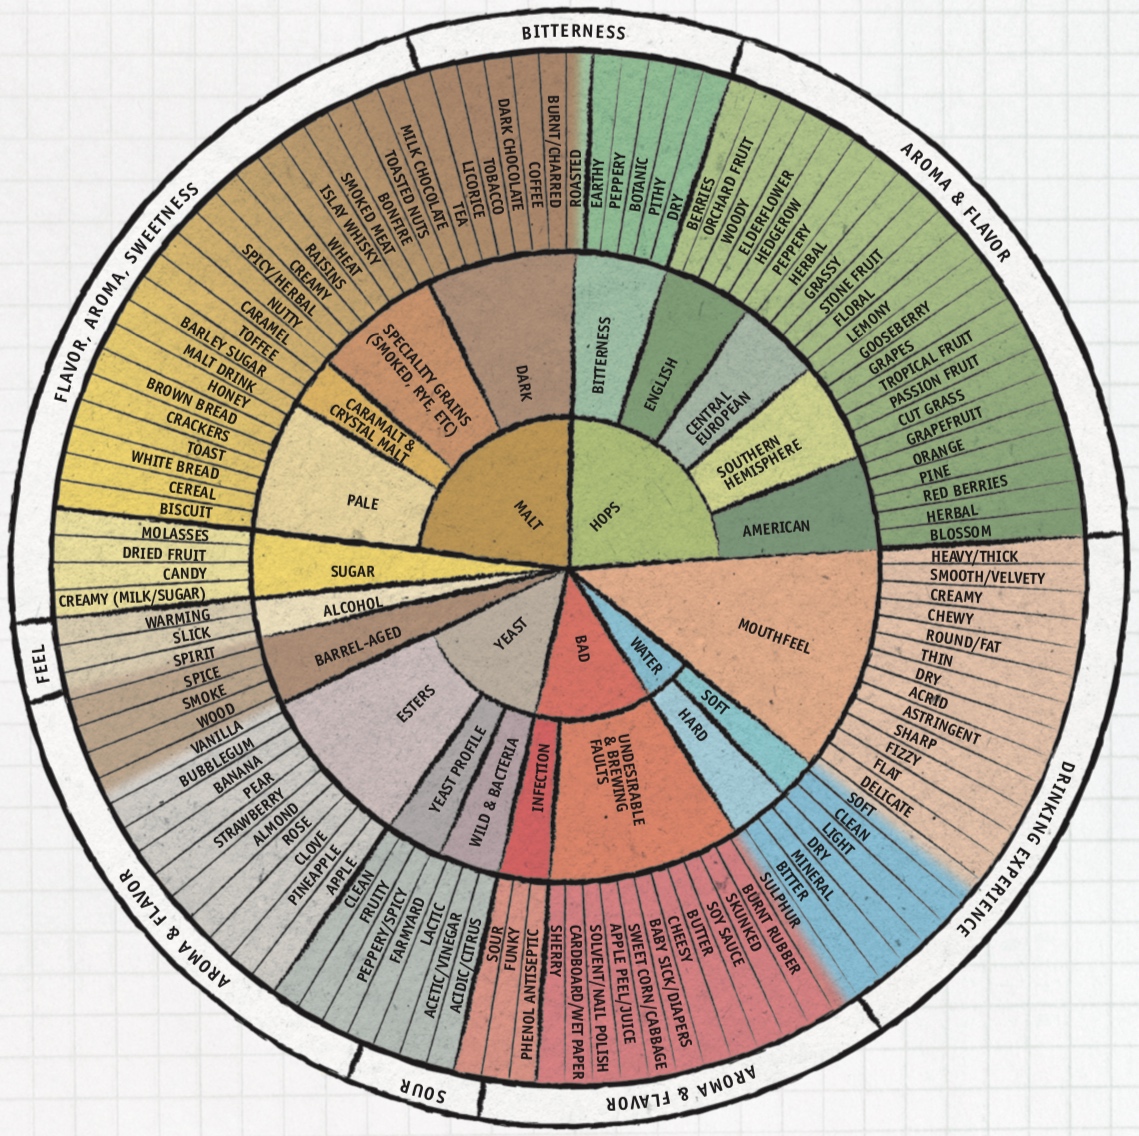 BITTERNESS
AROMA & FLAVOR
DRINKING EXPERIENCE
AROMA & FLAVOR
SOUR
AROMA & FLAVOR
FEEL
FLAVOR, AROMA, SWEETNESS
ROASTED
EARTHY
PEPPERY
BOTANIC
PITHY
DRY
BERRIES
ORCHARD FRUIT
WOODY
ELDERFLOWER
HEDGEROW
PEPPERY
HERBAL
GRASSY
STONE FRUIT
FLORAL
LEMONY
GOOSEBERRY
GRAPES
TROPICAL FRUIT
PASSION FRUIT
CUT GRASS
GRAPEFRUIT
ORANGE
PINE
RED BERRIES
HERBAL
BLOSSOM
HEAVY/THICK
SMOOTH/VELVETY
CREAMY
CHEWY
ROUND/FAT
THIN
DRY
ACRID
ASTRINGENT
SHARP
FIZZY
FLAT
DELICATE
SOFT
CLEAN
LIGHT
DRY
MINERAL
BITTER
SULPHUR
BURNT RUBBER
SKUNKED
SOY SAUCE
BUTTER
CHEESY
BABY SICK/DIAPERS
SWEET CORN/CABBAGE
APPLE PEEL/JUICE
SOLVENT/NAIL POLISH
CARDBOARD/WET PAPER
SHERRY
PHENOL ANTISEPTIC
FUNKY
SOUR
ACIDIC/CITRUS
ACETIC/VINEGAR
LACTIC
FARMYARD
PEPPERY/SPICY
FRUITY
CLEAN
APPLE
PINEAPPLE
CLOVE
ROSE
ALMOND
STRAWBERRY
PEAR
BANANA
BUBBLEGUM
VANILLA
WOOD
SMOKE
SPICE
SPIRIT
SLICK
WARMING
CREAMY (MILK/SUGAR)
CANDY
DRIED FRUIT
MOLASSES
BISCUIT
CEREAL
WHITE BREAD
TOAST
CRACKERS
BROWN BREAD
HONEY
MALT DRINK
BARLEY SUGAR
TOFFEE
CARAMEL
NUTTY
SPICY/HERBAL
CREAMY
RAISINS
WHEAT
ISLAY WHISKY
SMOKED MEAT
BONFIRE
TOASTED NUTS
MILK CHOCOLATE
TEA
LICORICE
TOBACCO
DARK CHOCOLATE
COFFEE
BURNT/CHARRED
BITTERNESS
ENGLISH
CENTRAL
EUROPEAN
SOUTHERN
HEMISPHERE
AMERICAN
MOUTHFEEL
SOFT
HARD
UNDESIRABLE
& BREWING
FAULTS
INFECTION
WILD & BACTERIA
YEAST PROFILE
ESTERS
BARREL-AGED
ALCOHOL
SUGAR
PALE
CARAMALT &
CRYSTAL MALT
SPECIALITY GRAINS
(SMOKED, RYE, ETC)
DARK
HOPS
WATER
BAD
YEAST
MALT